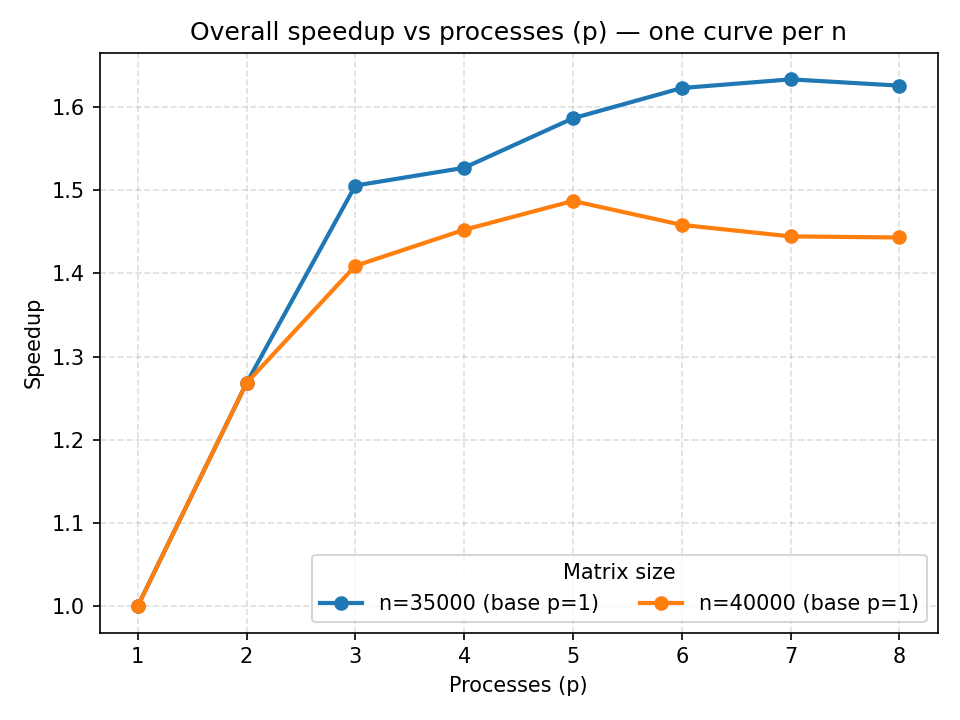 Overall speedup vs processes (p) — one curve per n
Speedup
1.6
1.5
1.4
1.3
1.2
1.1
1.0
Matrix size
n=35000 (base p=1) n=40000 (base p=1)
1 2 3 4 5 6 7 8
Processes (p)